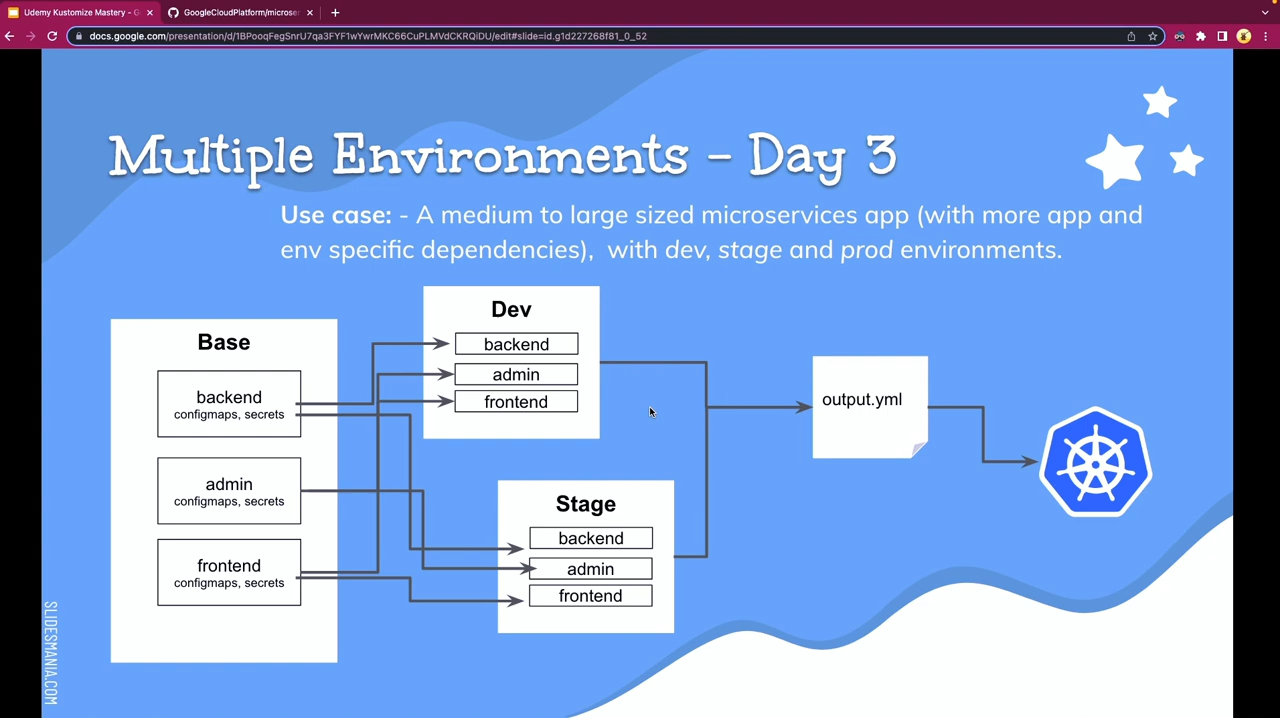 Udemy Kustomize Mastery - G
GoogleCloudPlatform/microser
docs.google.com/presentation/d/1BPooqFegSnrU7qa3FYF1wYwrMKC66CuPLMVdCKRQiDU/edit#slide=id.g1d227268f81_0_52
Multiple Environments - Day 3
Use case: - A medium to large sized microservices app (with more app and
env specific dependencies), with dev, stage and prod environments.
Base
backend
configmaps, secrets
admin
configmaps, secrets
frontend
configmaps, secrets
Dev
backend
admin
frontend
Stage
backend
admin
frontend
output.yml
SLIDESMANIA.COM